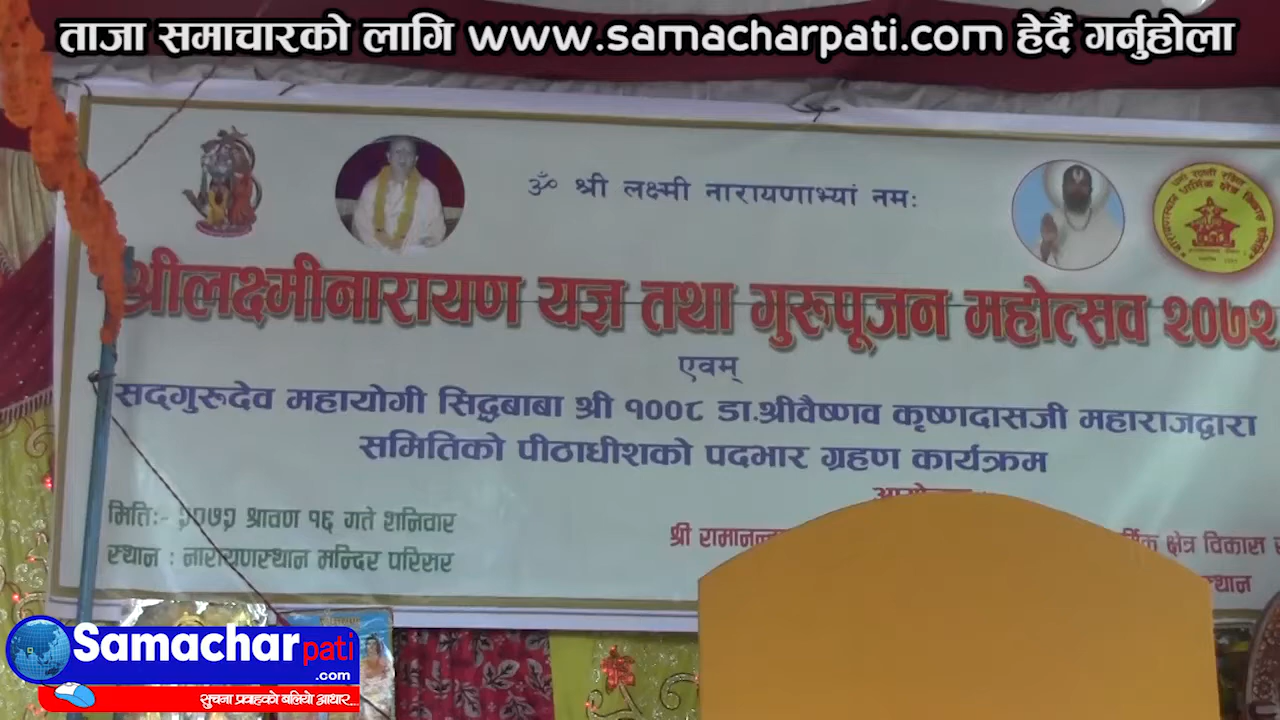 ताजा समाचारको लागि www.samacharpati.com हेर्दै गर्नुहोला
ॐ श्री लक्ष्मी नारायणाभ्यां नमः
श्रीलक्ष्मीनारायण यज्ञ तथा गुरुपूजन महोत्सव २०७२
एवम्
सद्गुरुदेव महायोगी सिद्धबाबा श्री १००८ डा.श्रीवैष्णव कृष्णदासजी महाराजद्वारा
समितिको पीठाधीशको पदभार ग्रहण कार्यक्रम
मितिः- २०७२ श्रावण १६ गते शनिवार
श्री क्षेत्र विकास
स्थान : नारायणस्थान मन्दिर परिसर
Samacharpati
.com
सुचना प्रवाहको बलियो आधार...